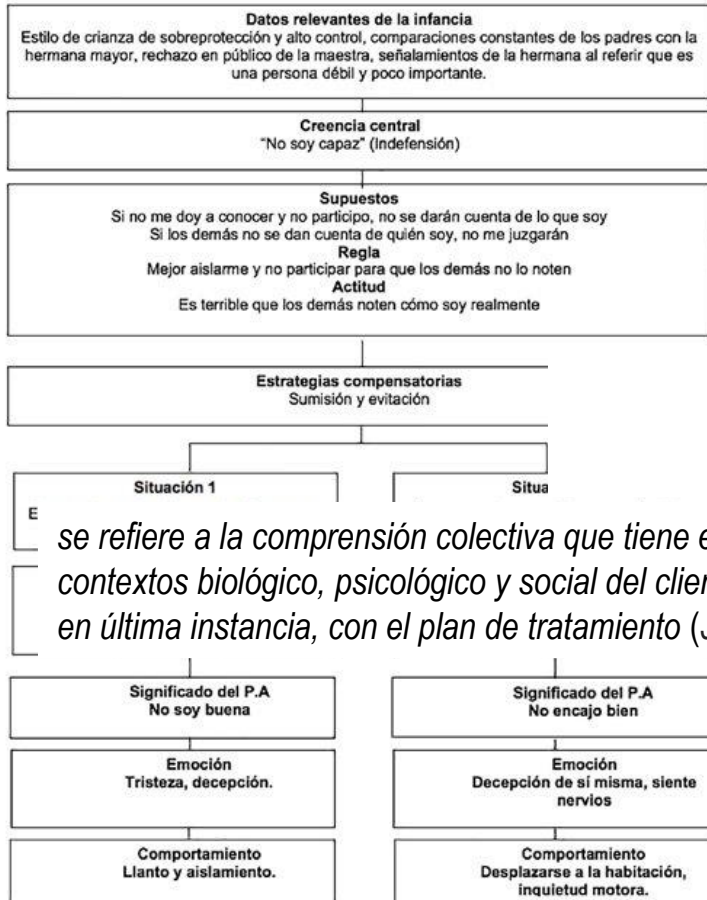 Datos relevantes de la infancia
Estilo de crianza de sobreprotección y alto control, comparaciones constantes de los padres con la
hermana mayor, rechazo en público de la maestra, señalamientos de la hermana al referir que es
una persona débil y poco importante.
Creencia central
"No soy capaz" (Indefensión)
Supuestos
Si no me doy a conocer y no participo, no se darán cuenta de lo que soy
Si los demás no se dan cuenta de quién soy, no me juzgarán
Regla
Mejor aislarme y no participar para que los demás no lo noten
Actitud
Es terrible que los demás noten cómo soy realmente
Estrategias compensatorias
Sumisión y evitación
Situación 1
Situa
E
se refiere a la comprensión colectiva que tiene e
contextos biológico, psicológico y social del clien
en última instancia, con el plan de tratamiento (J
Significado del P.A
No soy buena
Significado del P.A
No encajo bien
Emoción
Tristeza, decepción.
Emoción
Decepción de sí misma, siente
nervios
Comportamiento
Llanto y aislamiento.
Comportamiento
Desplazarse a la habitación,
inquietud motora.